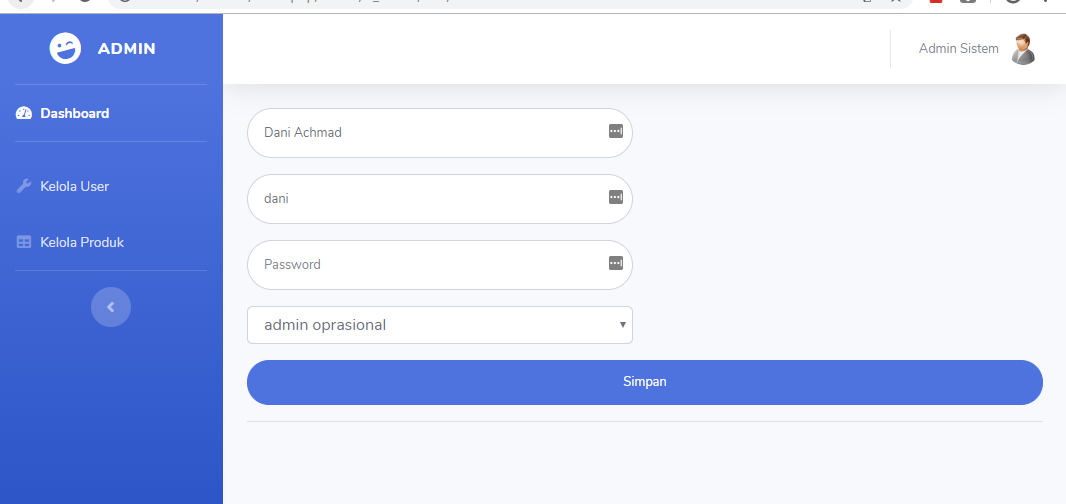 ADMIN
Admin Sistem
Dashboard
Kelola User
Kelola Produk
Dani Achmad
dani
Password
admin oprasional
Simpan